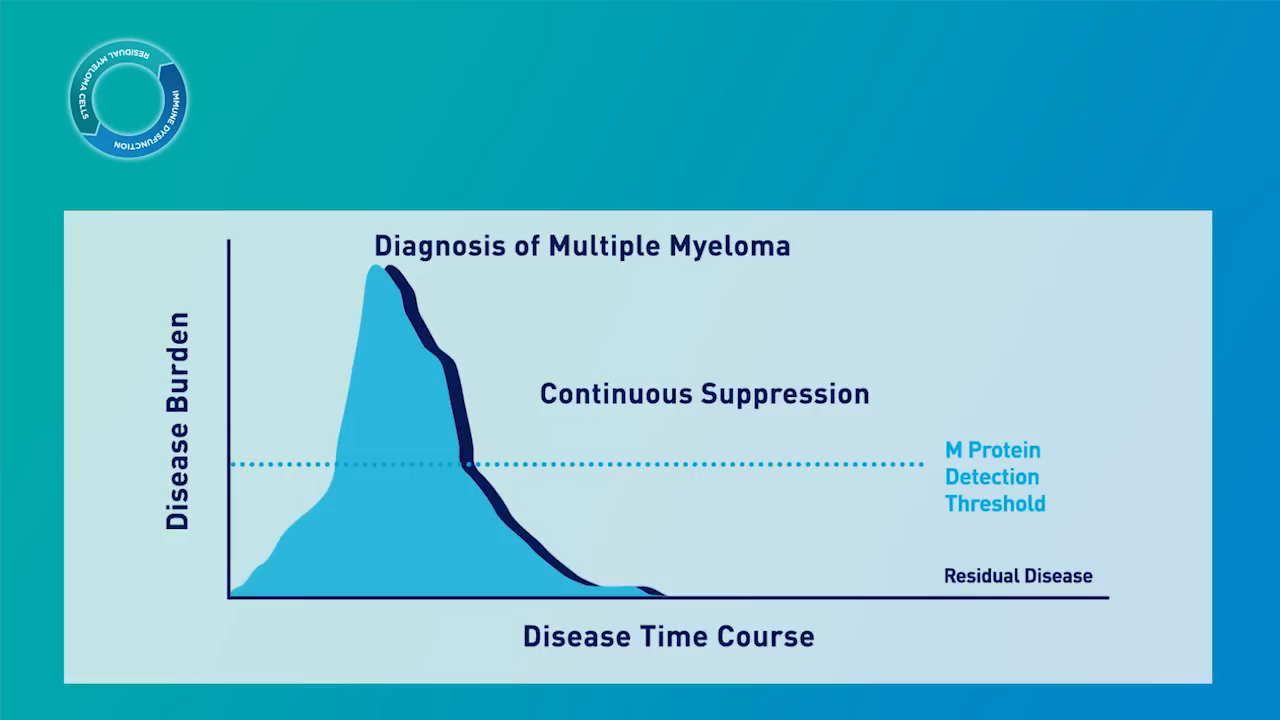 RESIDUAL MYELOMA CELLS
IMMUNE DYSFUNCTION
Diagnosis of Multiple Myeloma
Disease Burden
Continuous Suppression
M Protein
Detection
Threshold
Residual Disease
Disease Time Course